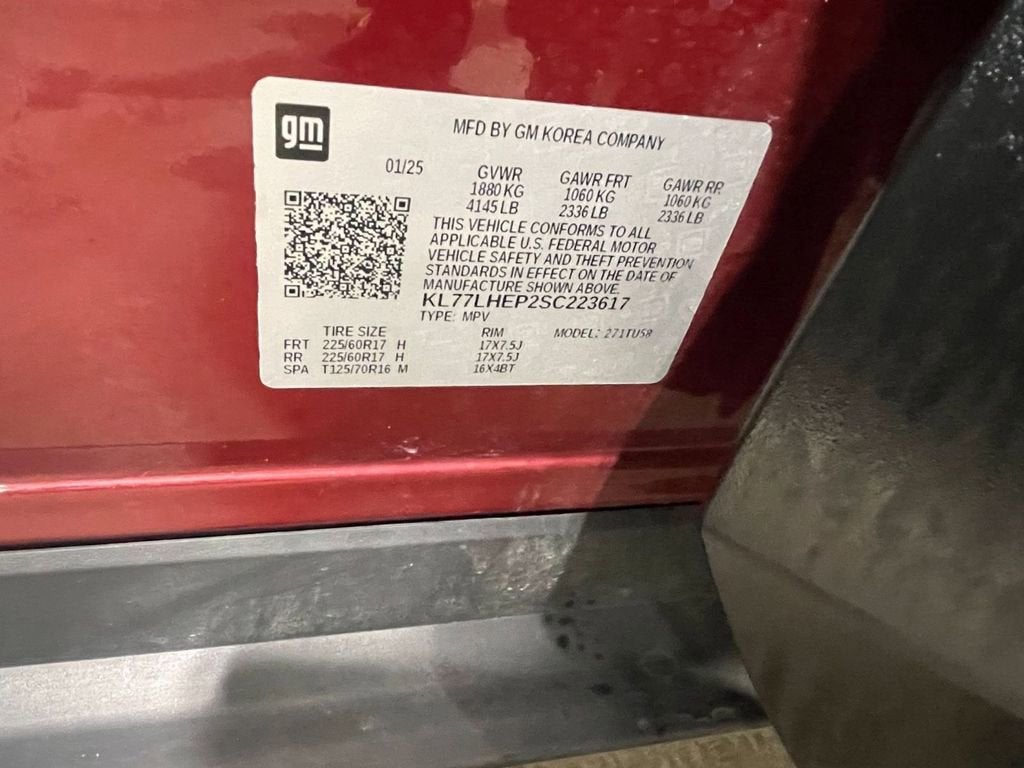 gm
MFD BY GM KOREA COMPANY
01/25 GVWR GAWR FRT GAWR RR
1880 KG 1060 KG 1060 KG
4145 LB 2336 LB 2336 LB
THIS VEHICLE CONFORMS TO ALL
APPLICABLE U.S. FEDERAL MOTOR
VEHICLE SAFETY AND THEFT PREVENTION
STANDARDS IN EFFECT ON THE DATE OF
MANUFACTURE SHOWN ABOVE.
KL77LHEP2SC223617
TYPE: MPV
TIRE SIZE RIM MODEL: 271TU58
FRT 225/60R17 H 17X7.5J
RR 225/60R17 H 17X7.5J
SPA T125/70R16 M 16X4BT